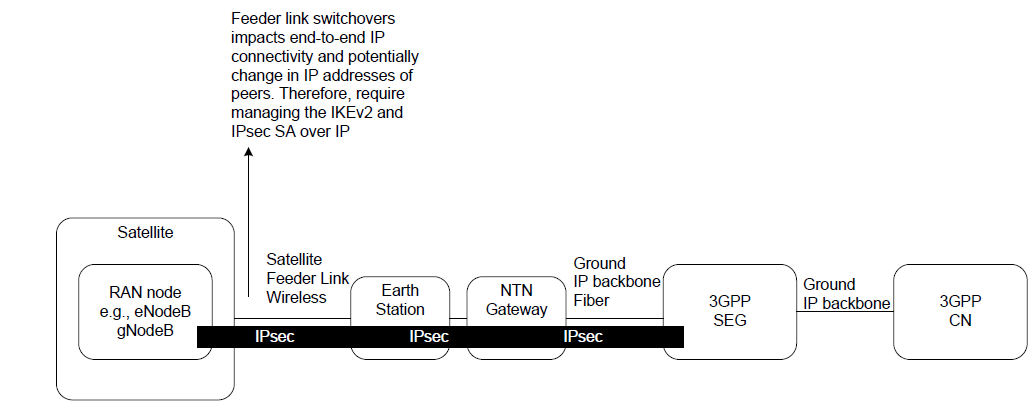 Feeder link switchovers
impacts end-to-end IP
connectivity and potentially
change in IP addresses of
peers. Therefore, require
managing the IKEv2 and
IPsec SA over IP
Satellite
RAN node
e.g., eNodeB
gNodeB
Satellite
Feeder Link
Wireless
Earth
Station
NTN
Gateway
Ground
IP backbone
Fiber
3GPP
SEG
Ground
IP backbone
3GPP
CN
IPsec
IPsec
IPsec